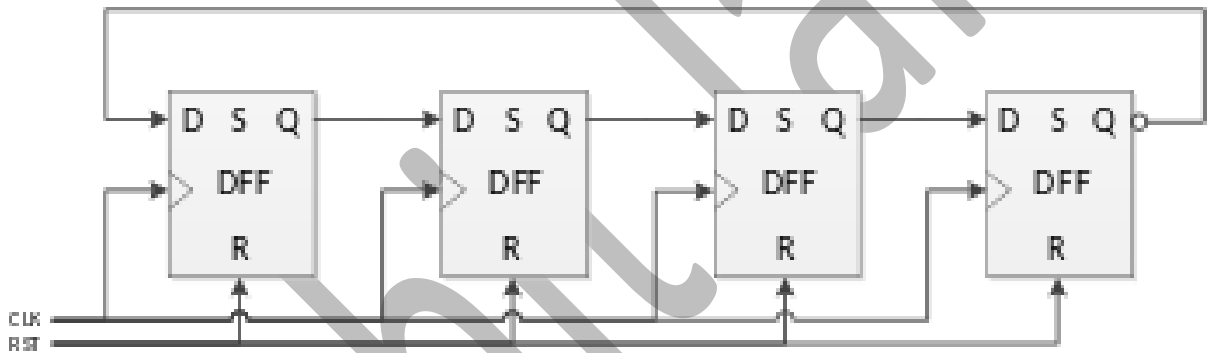 D S Q D S Q D S Q D S Q
DFF DFF DFF DFF
R R R R
CLK
RST